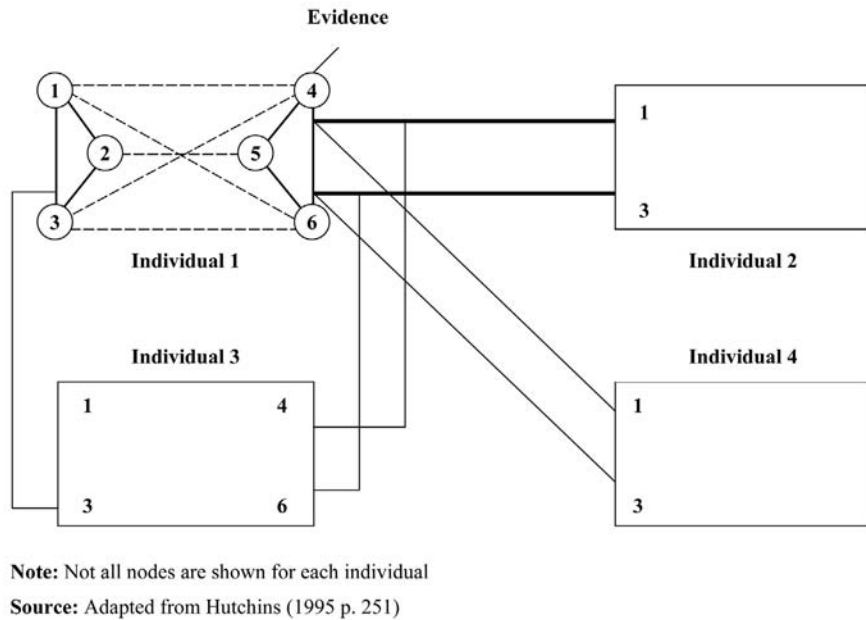 Evidence
1 4
2 5
3 6
1
3
Individual 1 Individual 2
Individual 3 Individual 4
1 4
3 6
1
3
Note: Not all nodes are shown for each individual
Source: Adapted from Hutchins (1995 p. 251)